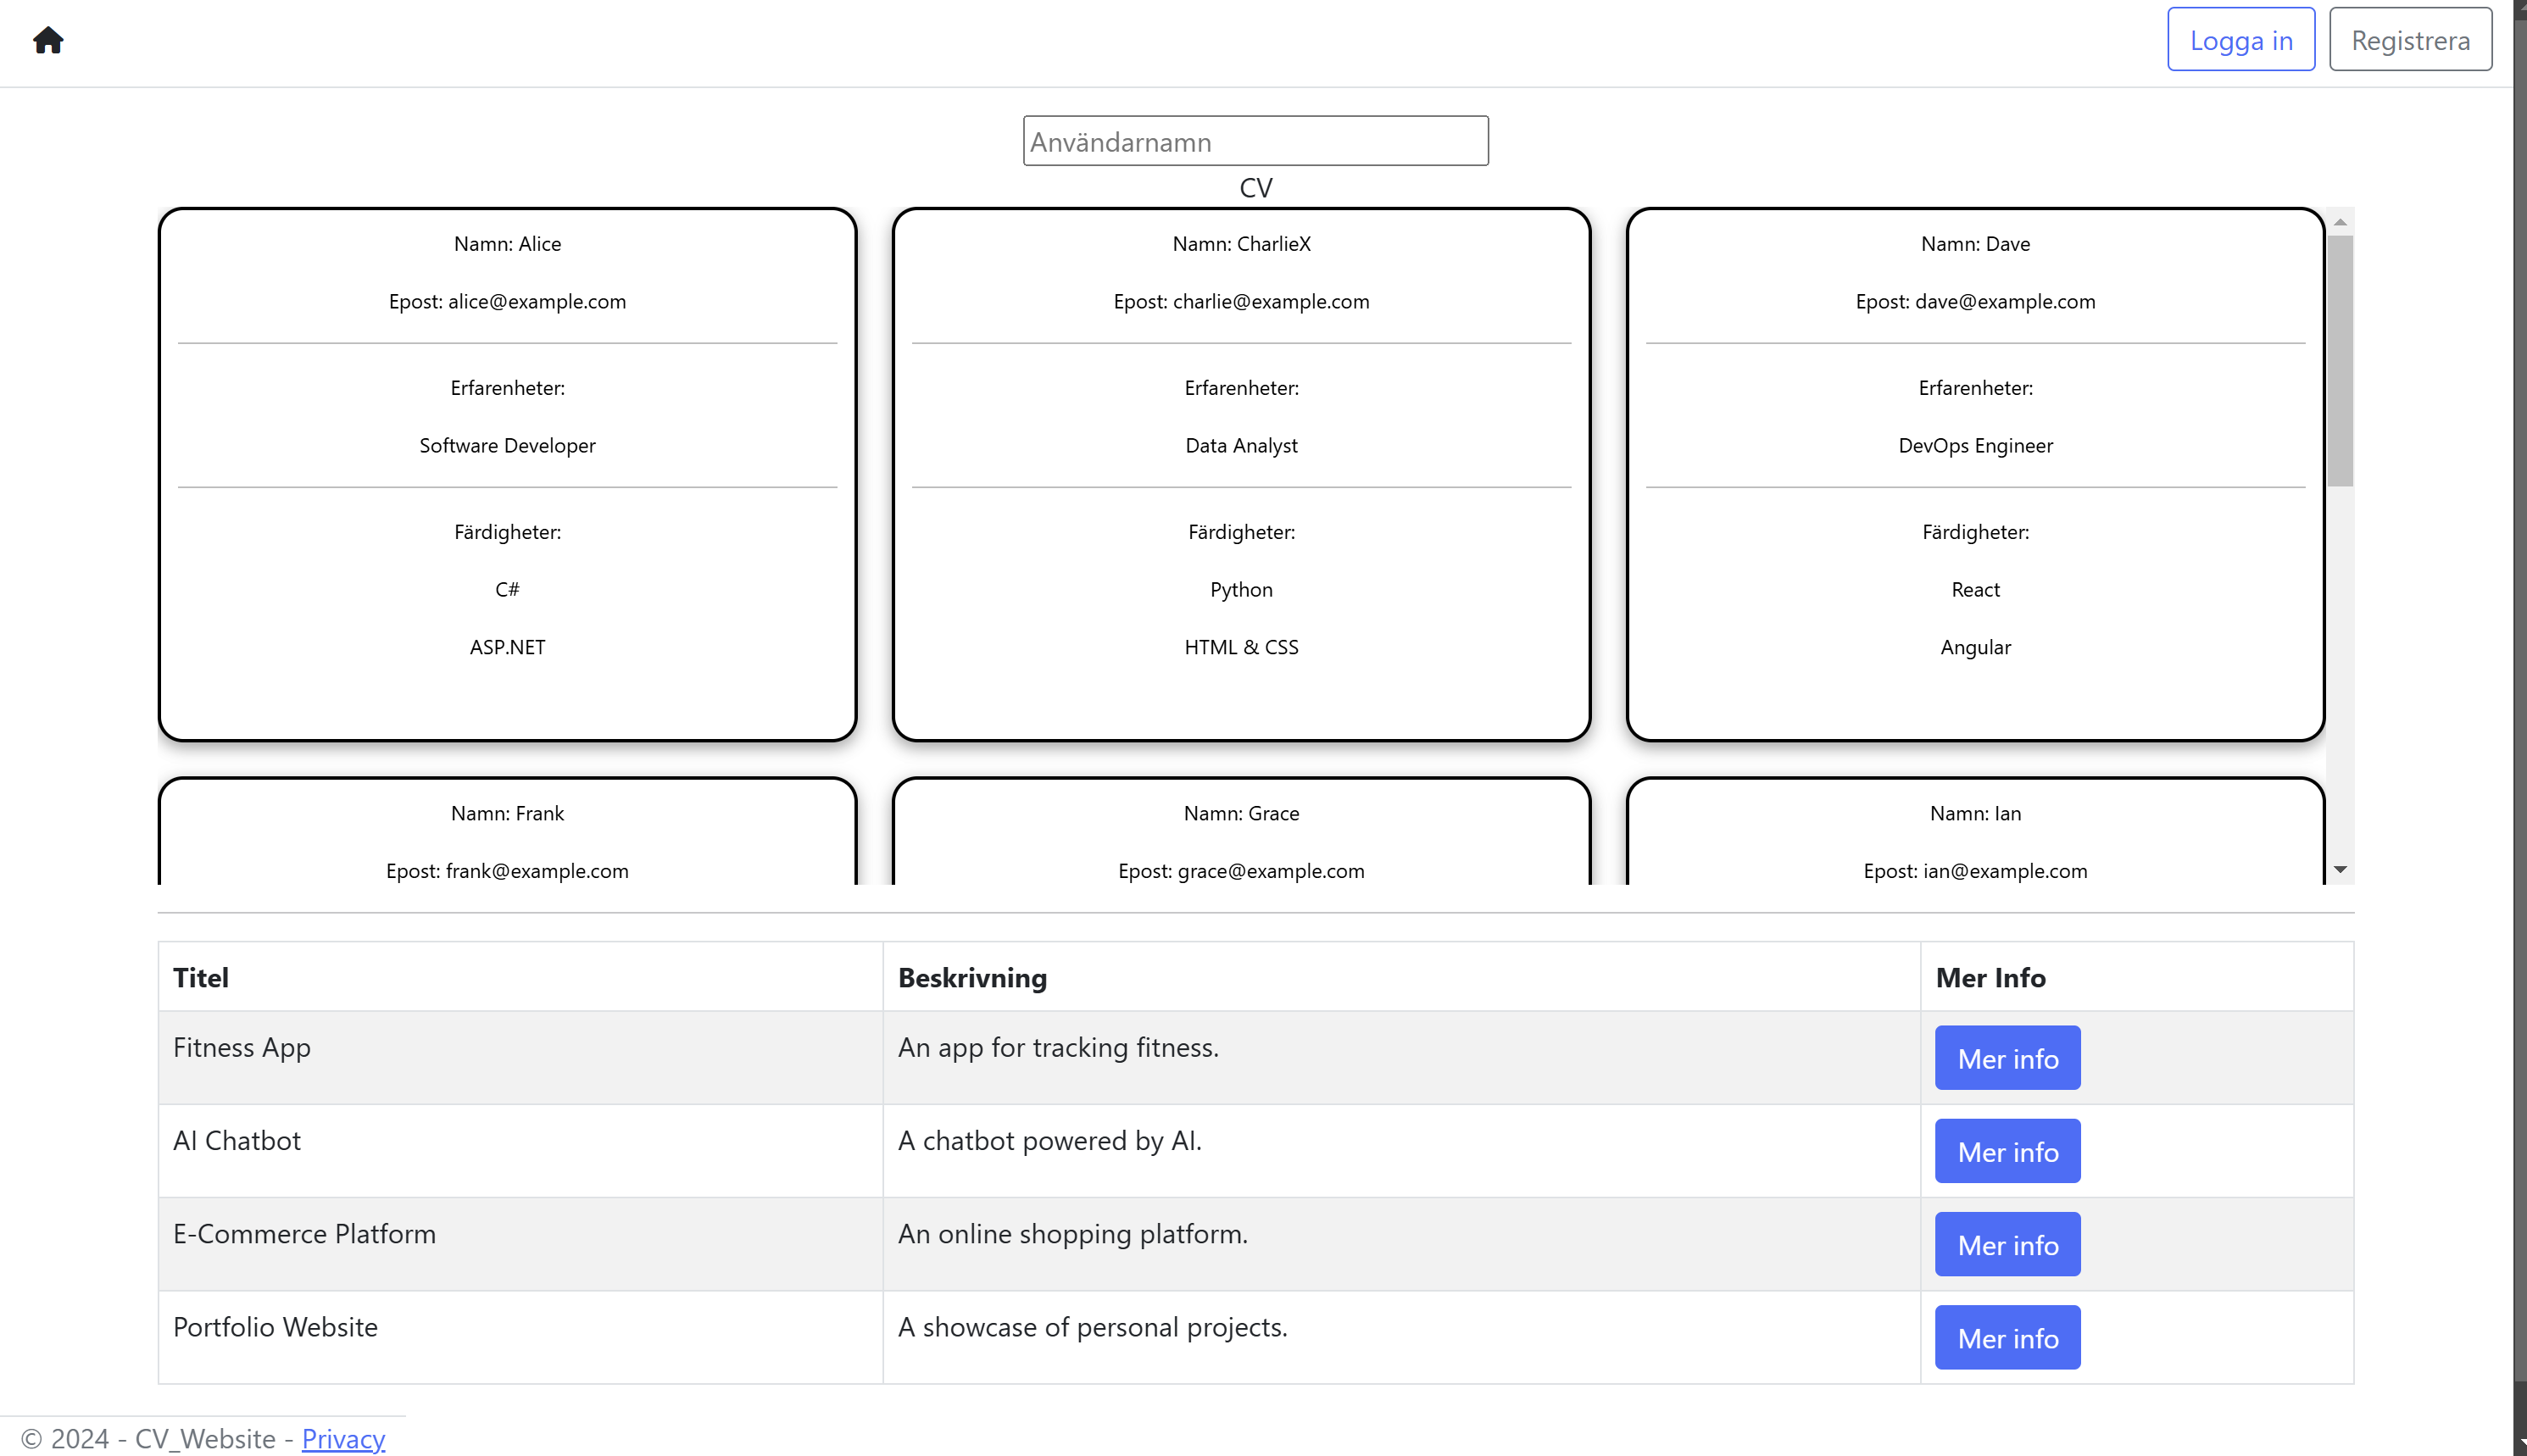 Logga in Registrera
Användarnamn
CV
Namn: Alice
Epost: alice@example.com
Erfarenheter:
Software Developer
Färdigheter:
C#
ASP.NET
Namn: CharlieX
Epost: charlie@example.com
Erfarenheter:
Data Analyst
Färdigheter:
Python
HTML & CSS
Namn: Dave
Epost: dave@example.com
Erfarenheter:
DevOps Engineer
Färdigheter:
React
Angular
Namn: Frank
Epost: frank@example.com
Namn: Grace
Epost: grace@example.com
Namn: Ian
Epost: ian@example.com
Titel Beskrivning Mer Info
Fitness App An app for tracking fitness. Mer info
AI Chatbot A chatbot powered by AI. Mer info
E-Commerce Platform An online shopping platform. Mer info
Portfolio Website A showcase of personal projects. Mer info
© 2024 - CV_Website - Privacy